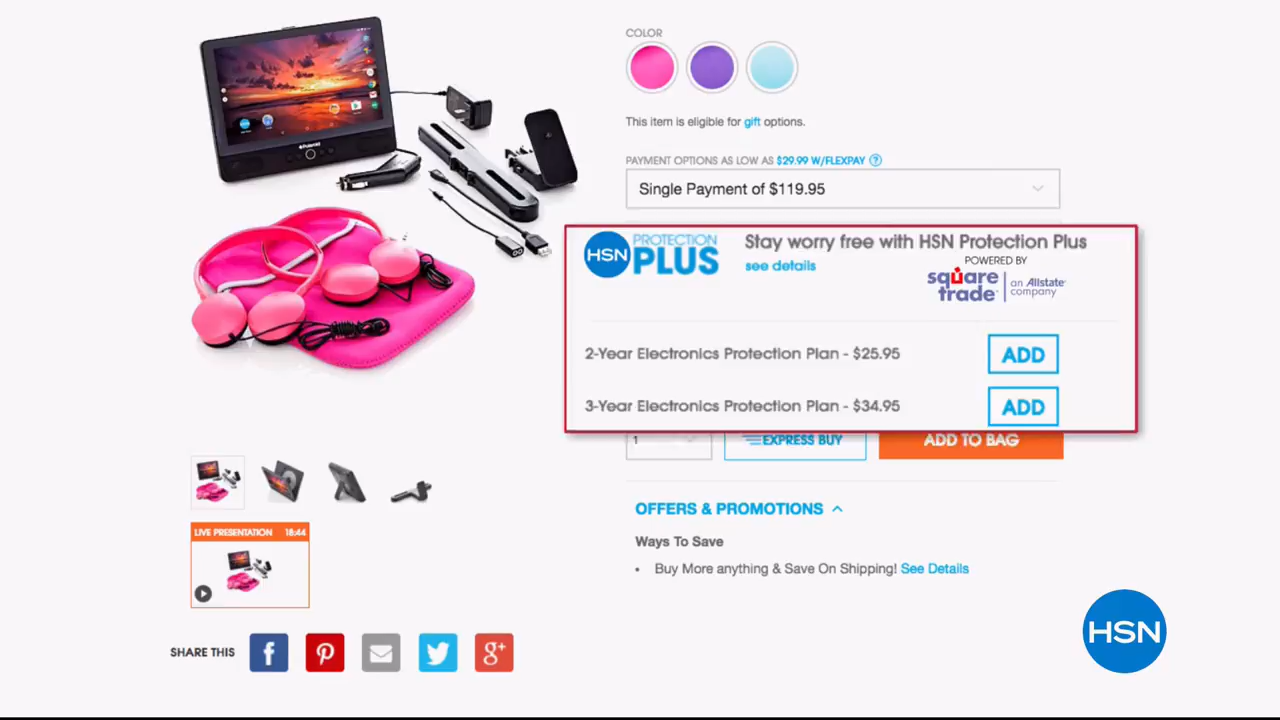 COLOR
This item is eligible for gift options.
PAYMENT OPTIONS AS LOW AS $29.99 W/FLEXPAY ?
Single Payment of $119.95
HSN PROTECTION PLUS
Stay worry free with HSN Protection Plus
see details
POWERED BY
square trade
an Allstate company
2-Year Electronics Protection Plan - $25.95
ADD
3-Year Electronics Protection Plan - $34.95
ADD
1
EXPRESS BUY
ADD TO BAG
OFFERS & PROMOTIONS
Ways To Save
• Buy More anything & Save On Shipping! See Details
Polaroid
LIVE PRESENTATION 18:44
SHARE THIS
HSN